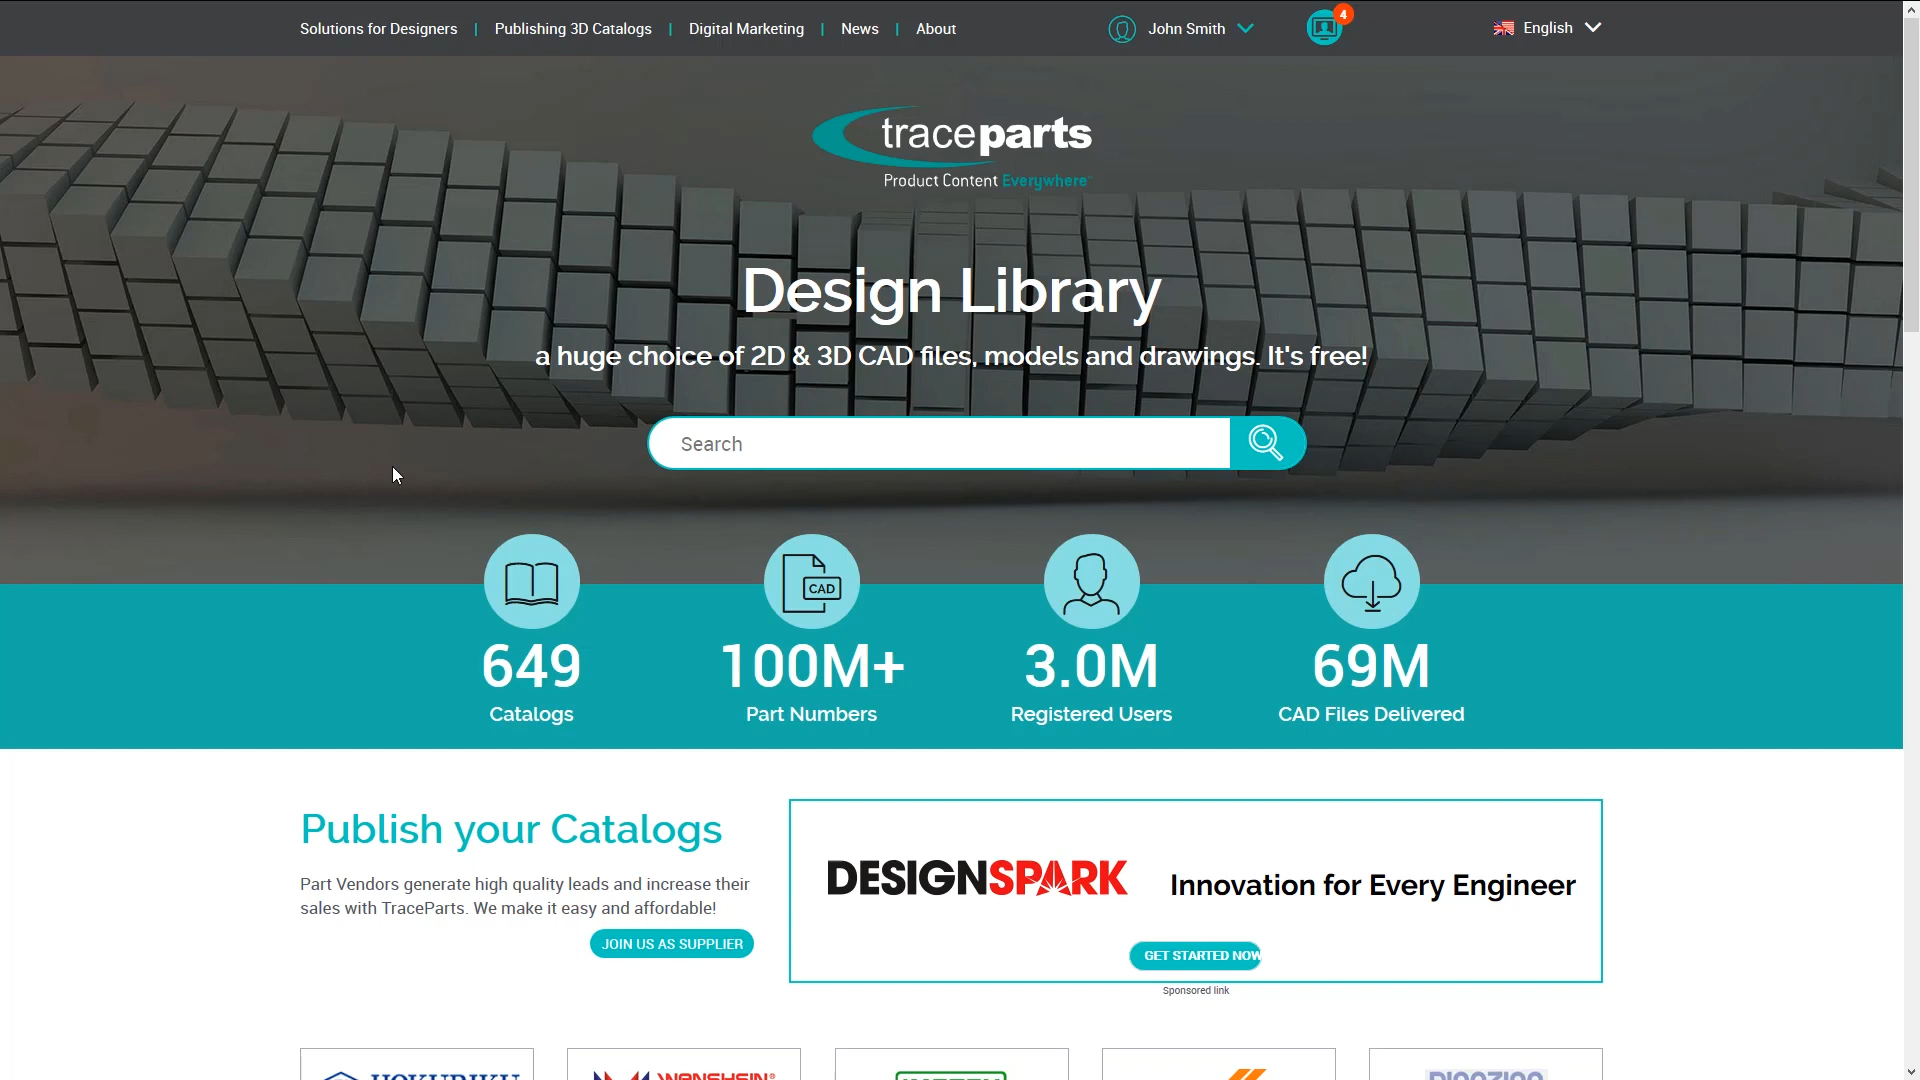 Solutions for Designers | Publishing 3D Catalogs | Digital Marketing | News | About
John Smith
4
English
traceparts
Product Content Everywhere
Design Library
a huge choice of 2D & 3D CAD files, models and drawings. It's free!
Search
CAD
649
Catalogs
100M+
Part Numbers
3.0M
Registered Users
69M
CAD Files Delivered
Publish your Catalogs
Part Vendors generate high quality leads and increase their
sales with TraceParts. We make it easy and affordable!
JOIN US AS SUPPLIER
DESIGNSPARK
Innovation for Every Engineer
GET STARTED NOW
Sponsored link
HOKURIKU
WANSHSIN®